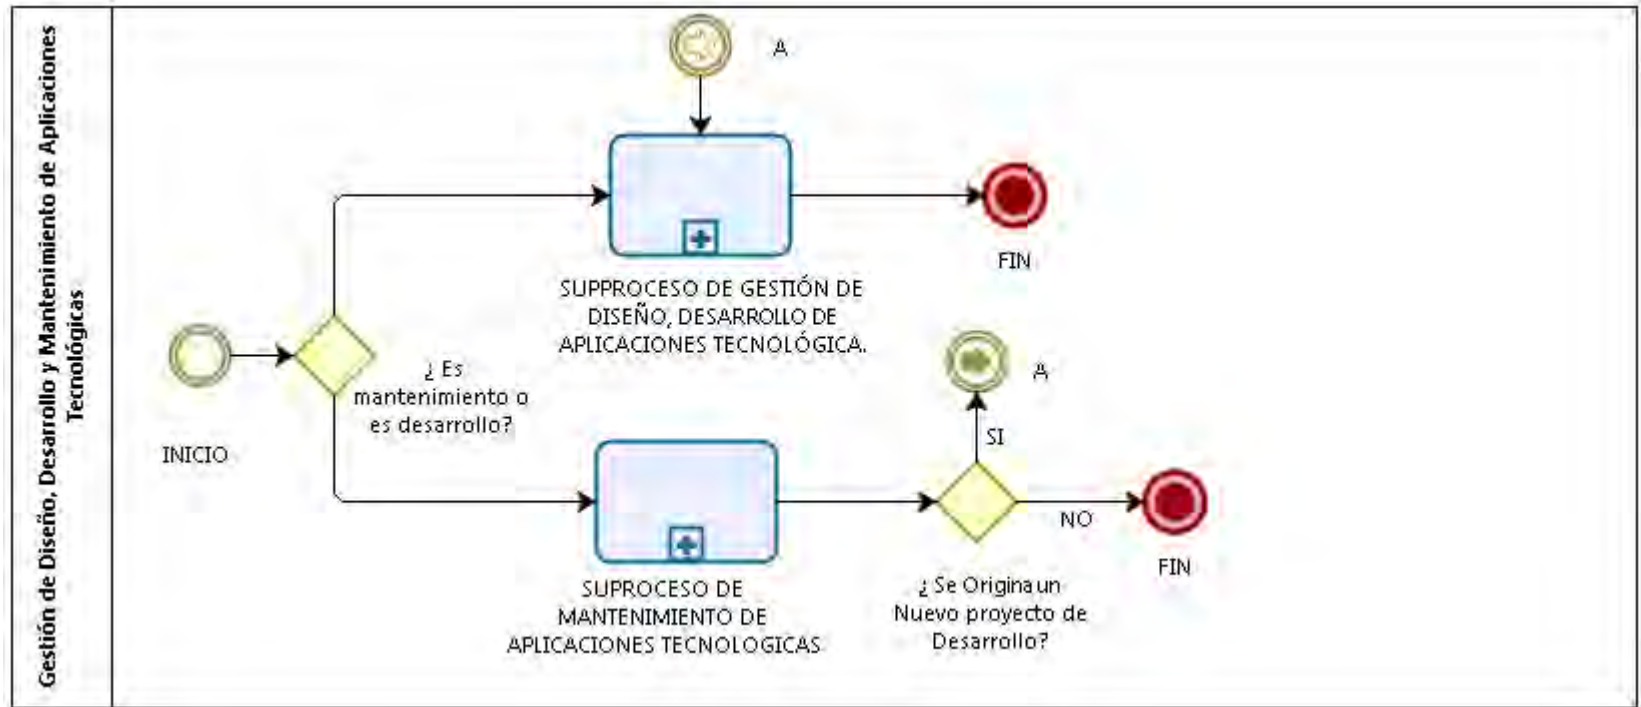 Gestión de Diseño, Desarrollo y Mantenimiento de Aplicaciones
Tecnológicas
A
SUPPROCESO DE GESTIÓN DE
DISEÑO, DESARROLLO DE
APLICACIONES TECNOLÓGICA.
FIN
INICIO
¿ Es
mantenimiento o
es desarrollo?
A
SI
NO
SUPROCESO DE
MANTENIMIENTO DE
APLICACIONES TECNOLOGICAS
¿ Se Origina un
Nuevo proyecto de
Desarrollo?
FIN